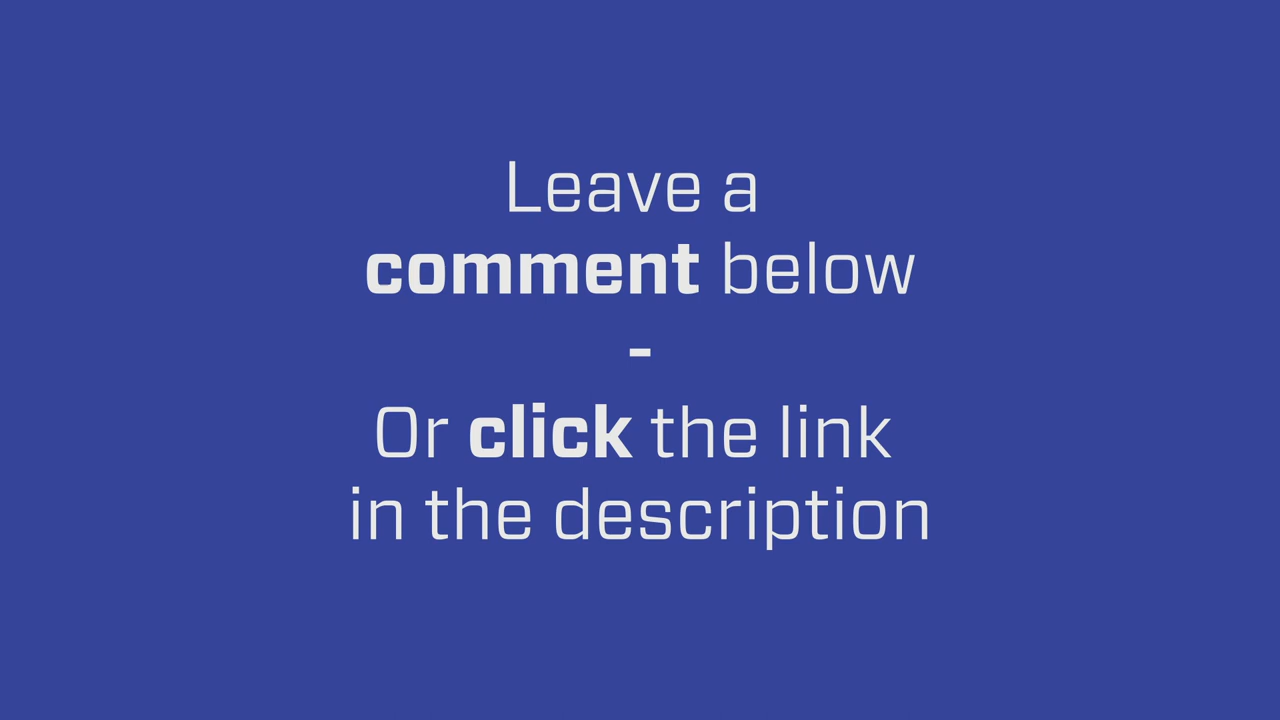 Leave a
comment below
-
Or click the link
in the description